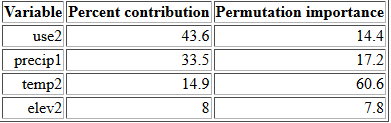 Variable Percent contribution Permutation importance
use2 43.6 14.4
precip1 33.5 17.2
temp2 14.9 60.6
elev2 8 7.8